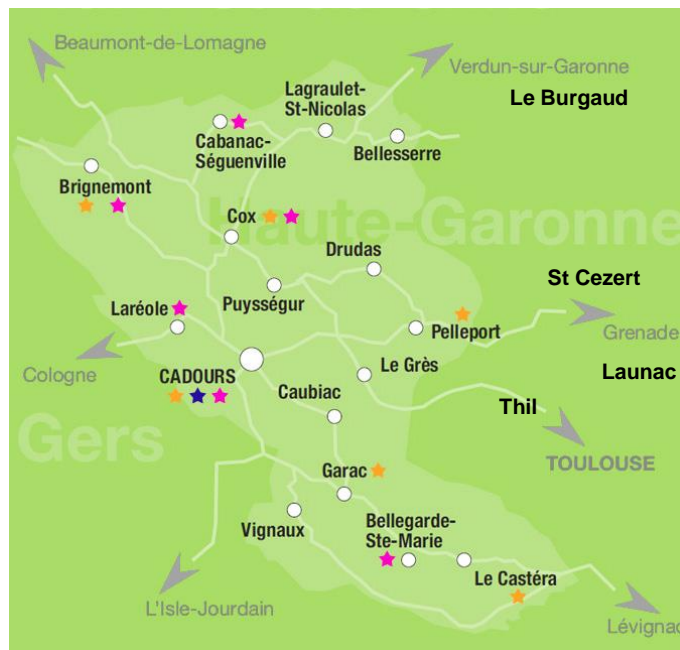 Beaumont-de-Lomagne
Verdun-sur-Garonne
Lagraulet-
St-Nicolas
Le Burgaud
Cabanac-
Séguenville
Bellesserre
Brignemont
Cox
Haute-Garonne
Drudas
St Cezert
Laréole
Puysségur
Pelleport
Grenade
Cologne
CADOURS
Le Grès
Launac
Caubiac
Thil
Gers
TOULOUSE
Garac
Vignaux
Bellegarde-
Ste-Marie
Le Castéra
L'Isle-Jourdain
Lévignac